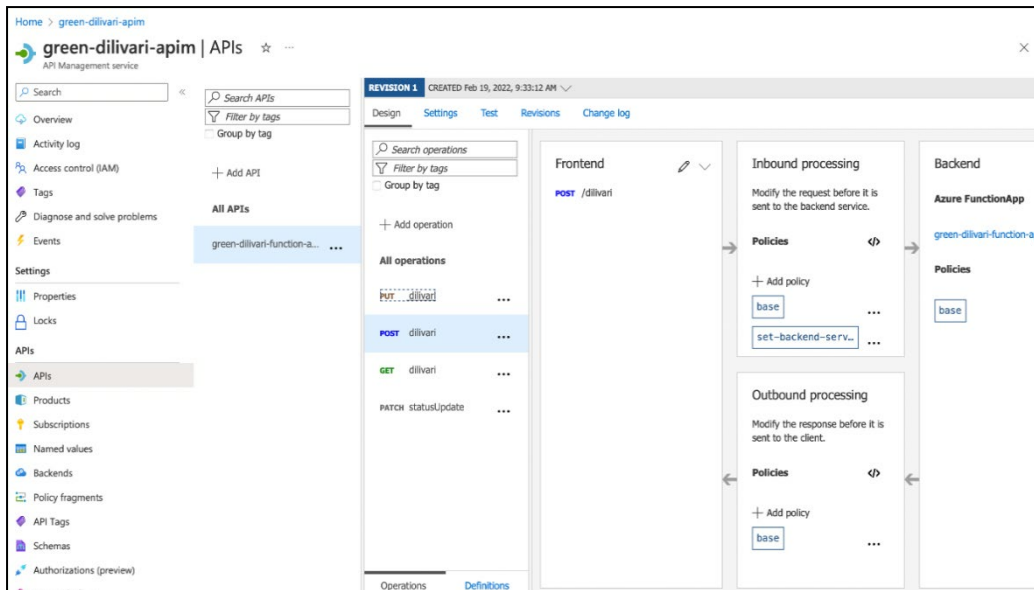 Home > green-dilivari-apim
green-dilivari-apim | APIs
API Management service
Search
Overview
Activity log
Access control (IAM)
Tags
Diagnose and solve problems
Events
Settings
Properties
Locks
APIs
APIs
Products
Subscriptions
Named values
Backends
Policy fragments
API Tags
Schemas
Authorizations (preview)
Search APIs
Filter by tags
Group by tag
+ Add API
All APIs
green-dilivari-function-a... ...
REVISION 1 CREATED Feb 19, 2022, 9:33:12 AM
Design Settings Test Revisions Change log
Search operations
Filter by tags
Group by tag
+ Add operation
All operations
PUT dilivari ...
POST dilivari ...
GET dilivari ...
PATCH statusUpdate ...
Operations Definitions
Frontend
POST /dilivari
Inbound processing
Modify the request before it is
sent to the backend service.
Policies </>
+ Add policy
base ...
set-backend-serv... ...
Outbound processing
Modify the response before it is
sent to the client.
Policies </>
+ Add policy
base ...
Backend
Azure FunctionApp
green-dilivari-function-a
Policies
base